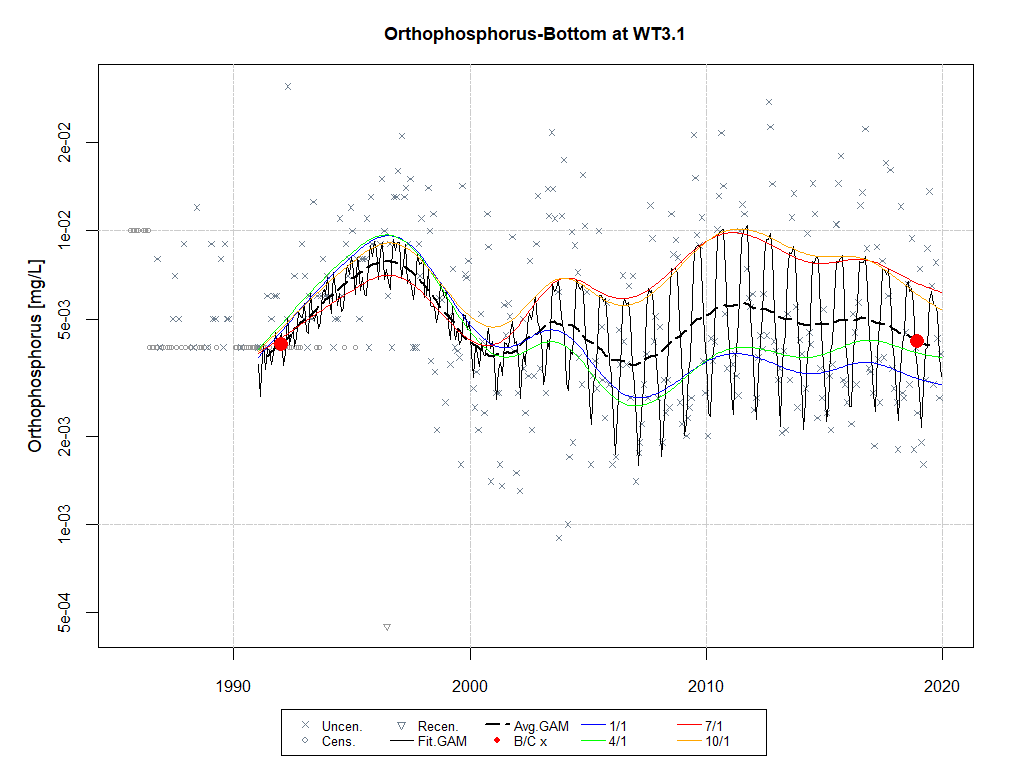 Orthophosphorus-Bottom at WT3.1
Orthophosphorus [mg/L]
2e-02
1e-02
5e-03
2e-03
1e-03
5e-04
1990 2000 2010 2020
Uncen. Recen. Avg.GAM 1/1 7/1
Cens. Fit.GAM B/C x 4/1 10/1